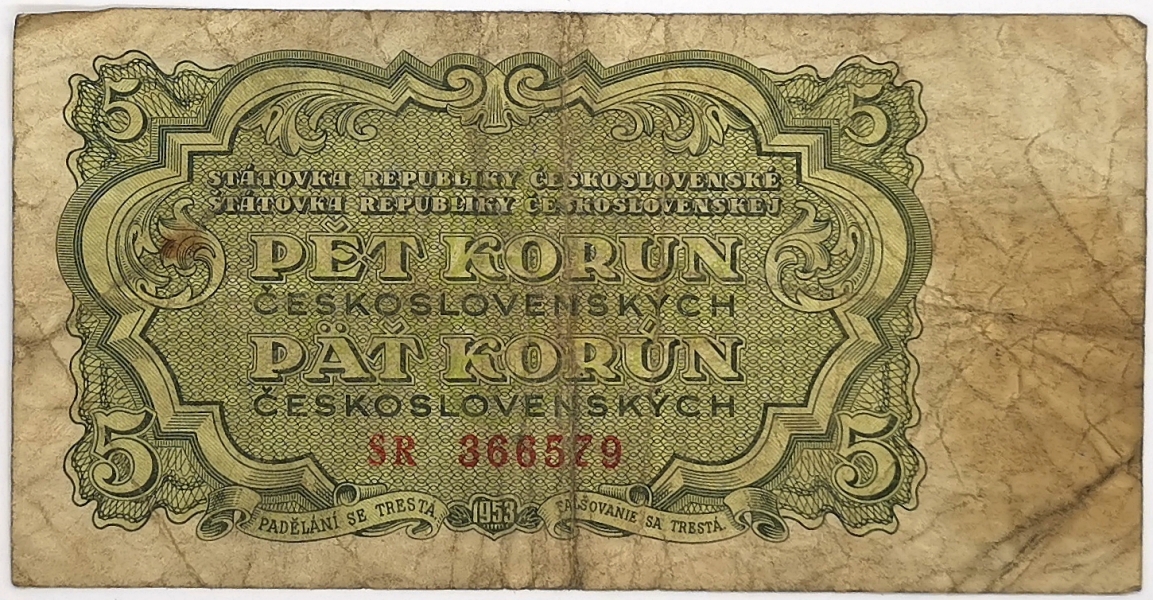 5 5
STÁTOVKA REPUBLIKY ČESKOSLOVENSKÉ
STÁTOVKA REPUBLIKY ČESKOSLOVENSKEJ
PĚT KORUN
ČESKOSLOVENSKÝCH
PÄŤ KORÚN
ČESKOSLOVENSKÝCH
SR 366579
5 5
PADĚLÁNÍ SE TRESTÁ. 1953 FALŠOVANIE SA TRESTÁ.